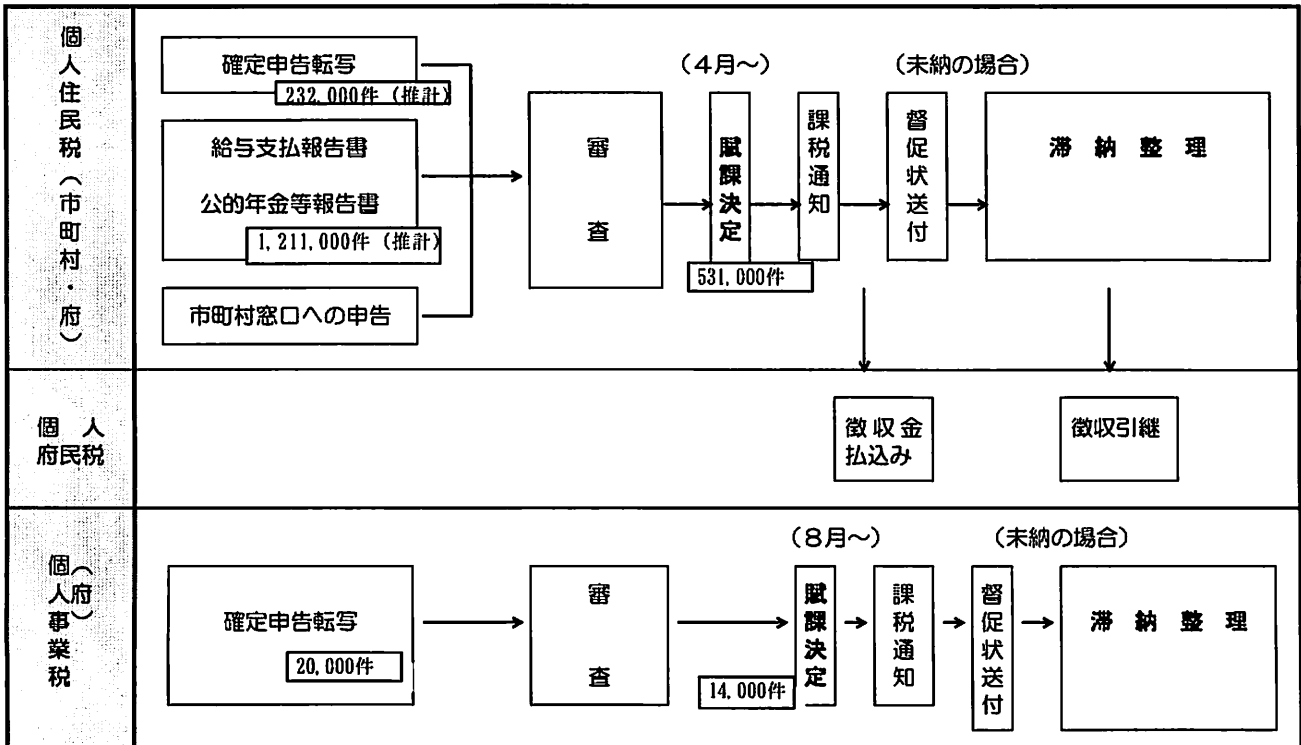 個人住民税(市町村・府)
確定申告転写
232,000件(推計)
給与支払報告書
公的年金等報告書
1,211,000件(推計)
市町村窓口への申告
審査
(4月~)
賦課決定
531,000件
課税通知
(未納の場合)
督促状送付
滞納整理
個人
府民税
徴収金
払込み
徴収引継
個人事業税
(府)
確定申告転写
20,000件
審査
(8月~)
賦課決定
14,000件
課税通知
(未納の場合)
督促状送付
滞納整理